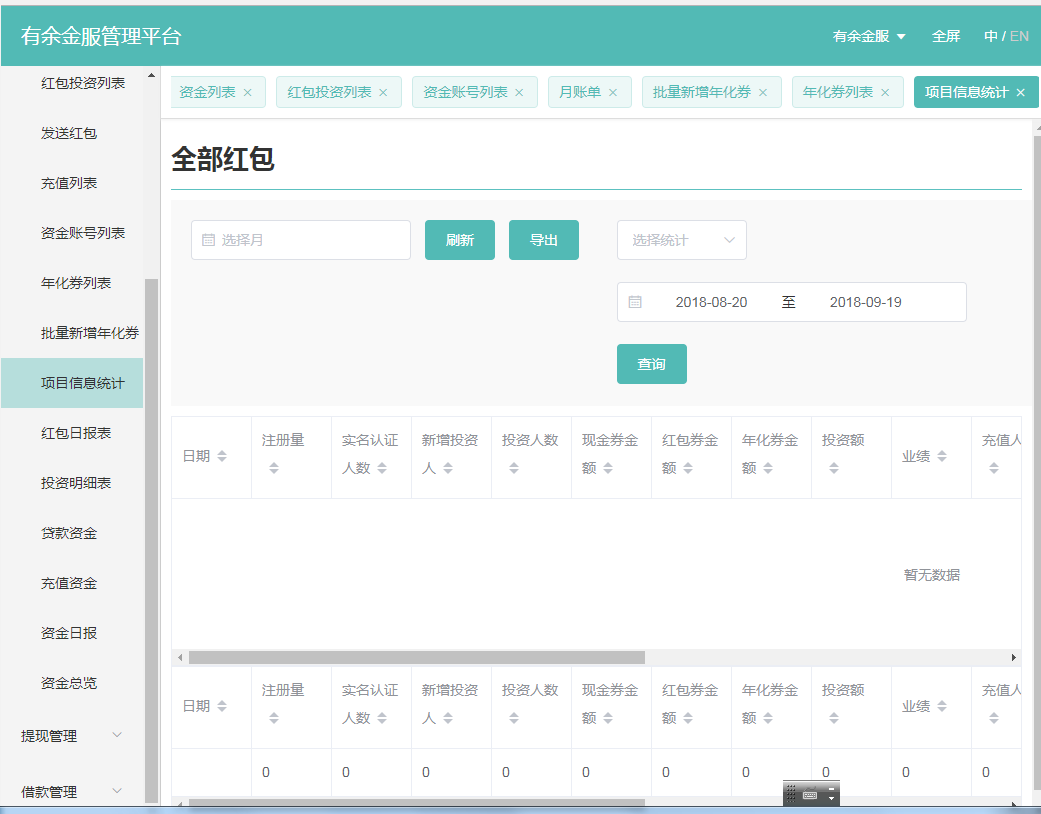 有余金服管理平台
有余金服 全屏 中 / EN
红包投资列表
发送红包
充值列表
资金账号列表
年化券列表
批量新增年化券
项目信息统计
红包日报表
投资明细表
贷款资金
充值资金
资金日报
资金总览
提现管理
借款管理
资金列表 × 红包投资列表 × 资金账号列表 × 月账单 × 批量新增年化券 × 年化券列表 × 项目信息统计 ×
全部红包
选择月 刷新 导出 选择统计
2018-08-20 至 2018-09-19
查询
日期 注册量 实名认证人数 新增投资人 投资人数 现金券金额 红包券金额 年化券金额 投资额 业绩 充值人
暂无数据
日期 注册量 实名认证人数 新增投资人 投资人数 现金券金额 红包券金额 年化券金额 投资额 业绩 充值人
0 0 0 0 0 0 0 0 0 0